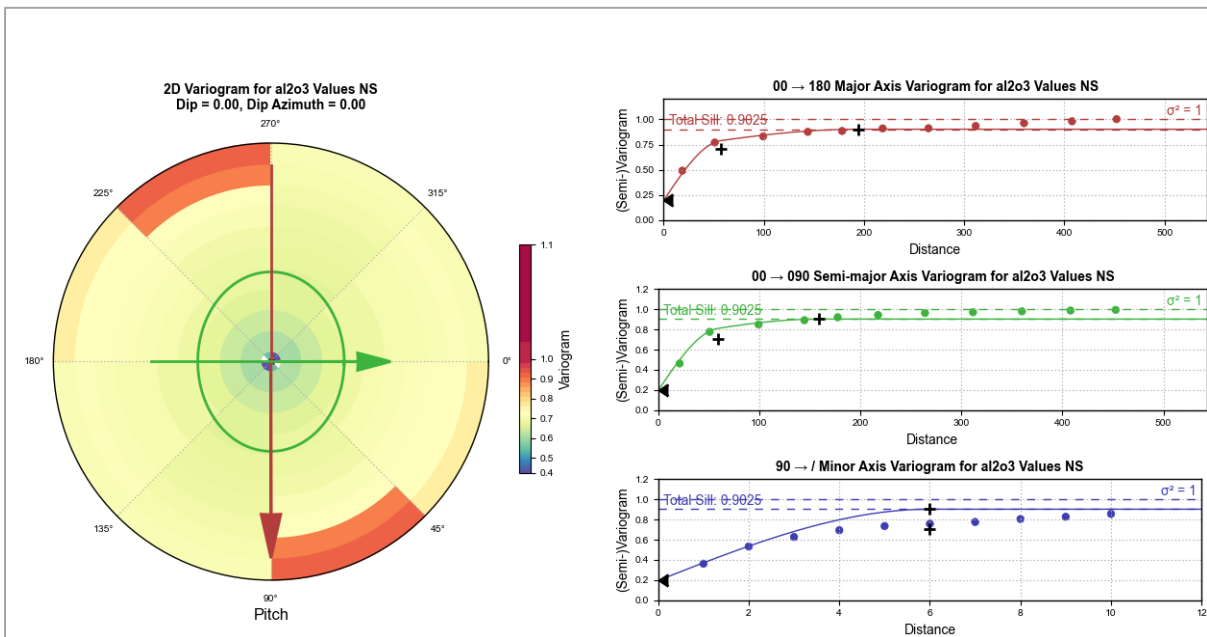 2D Variogram for al2o3 Values NS
Dip = 0.00, Dip Azimuth = 0.00
270°
225°
315°
180°
0°
135°
45°
90°
Pitch
1.1
1.0
0.9
0.8
0.7
0.6
0.5
0.4
Variogram
00 → 180 Major Axis Variogram for al2o3 Values NS
Total Sill: 0.9025
σ² = 1
1.00
0.75
0.50
0.25
0.00
(Semi-)Variogram
0 100 200 300 400 500
Distance
00 → 090 Semi-major Axis Variogram for al2o3 Values NS
Total Sill: 0.9025
σ² = 1
1.2
1.0
0.8
0.6
0.4
0.2
0.0
(Semi-)Variogram
0 100 200 300 400 500
Distance
90 → / Minor Axis Variogram for al2o3 Values NS
Total Sill: 0.9025
σ² = 1
1.2
1.0
0.8
0.6
0.4
0.2
0.0
(Semi-)Variogram
0 2 4 6 8 10 12
Distance